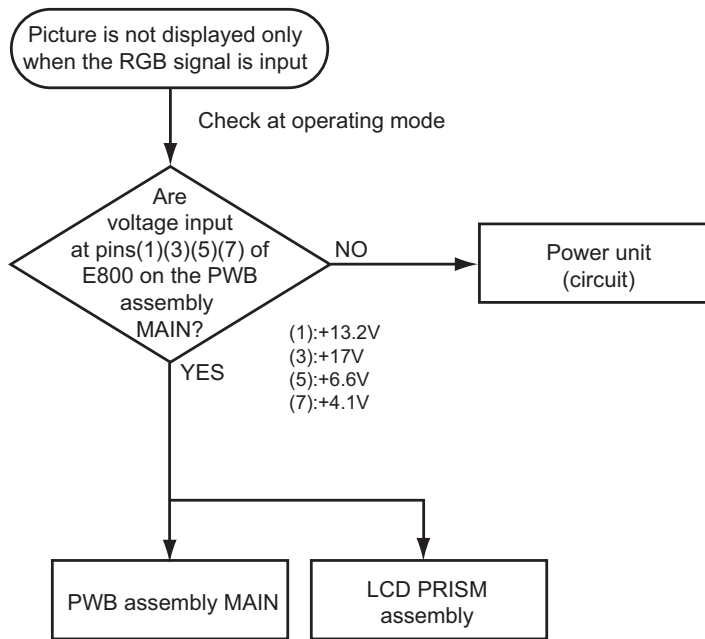 Picture is not displayed only
when the RGB signal is input
Check at operating mode
Are
voltage input
at pins(1)(3)(5)(7) of
E800 on the PWB
assembly
MAIN?
NO
Power unit
(circuit)
(1):+13.2V
(3):+17V
(5):+6.6V
(7):+4.1V
YES
PWB assembly MAIN
LCD PRISM
assembly